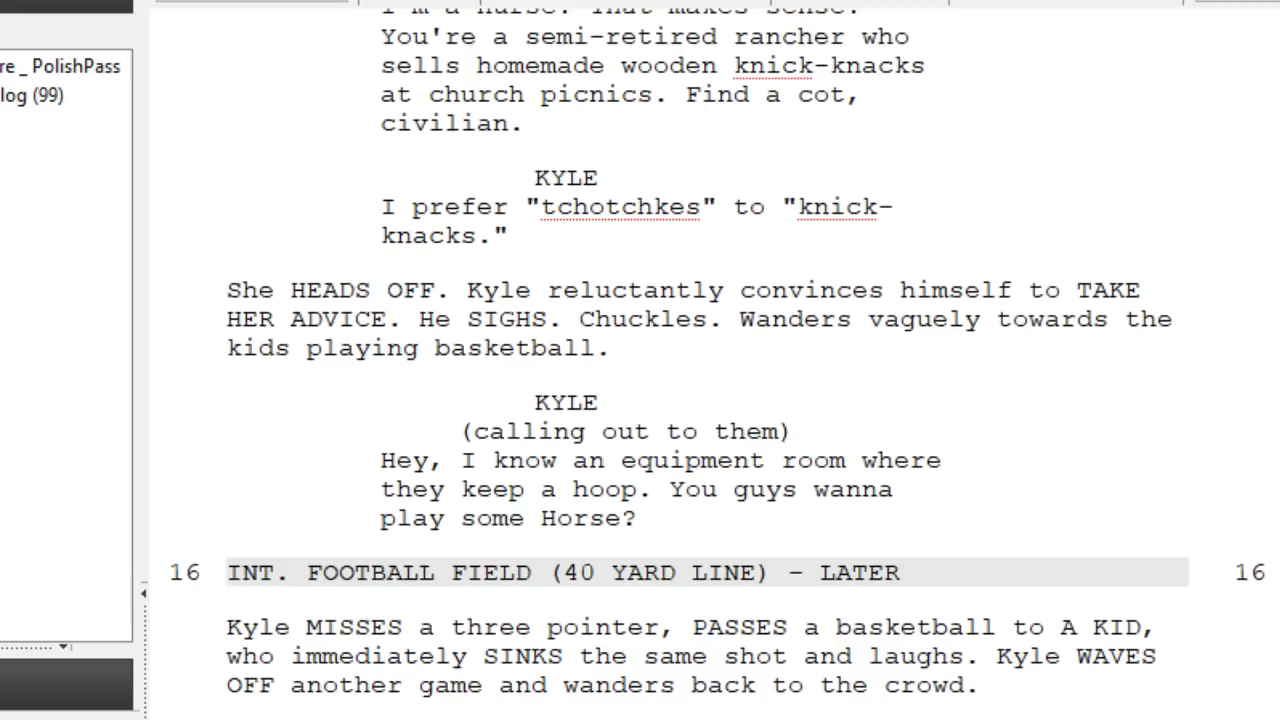 I'm a nurse. That makes sense.
You're a semi-retired rancher who
sells homemade wooden knick-knacks
at church picnics. Find a cot,
civilian.
KYLE
I prefer "tchotchkes" to "knick-
knacks."
She HEADS OFF. Kyle reluctantly convinces himself to TAKE
HER ADVICE. He SIGHS. Chuckles. Wanders vaguely towards the
kids playing basketball.
KYLE
(calling out to them)
Hey, I know an equipment room where
they keep a hoop. You guys wanna
play some Horse?
16 INT. FOOTBALL FIELD (40 YARD LINE) - LATER 16
Kyle MISSES a three pointer, PASSES a basketball to A KID,
who immediately SINKS the same shot and laughs. Kyle WAVES
OFF another game and wanders back to the crowd.
re_PolishPass
log (99)